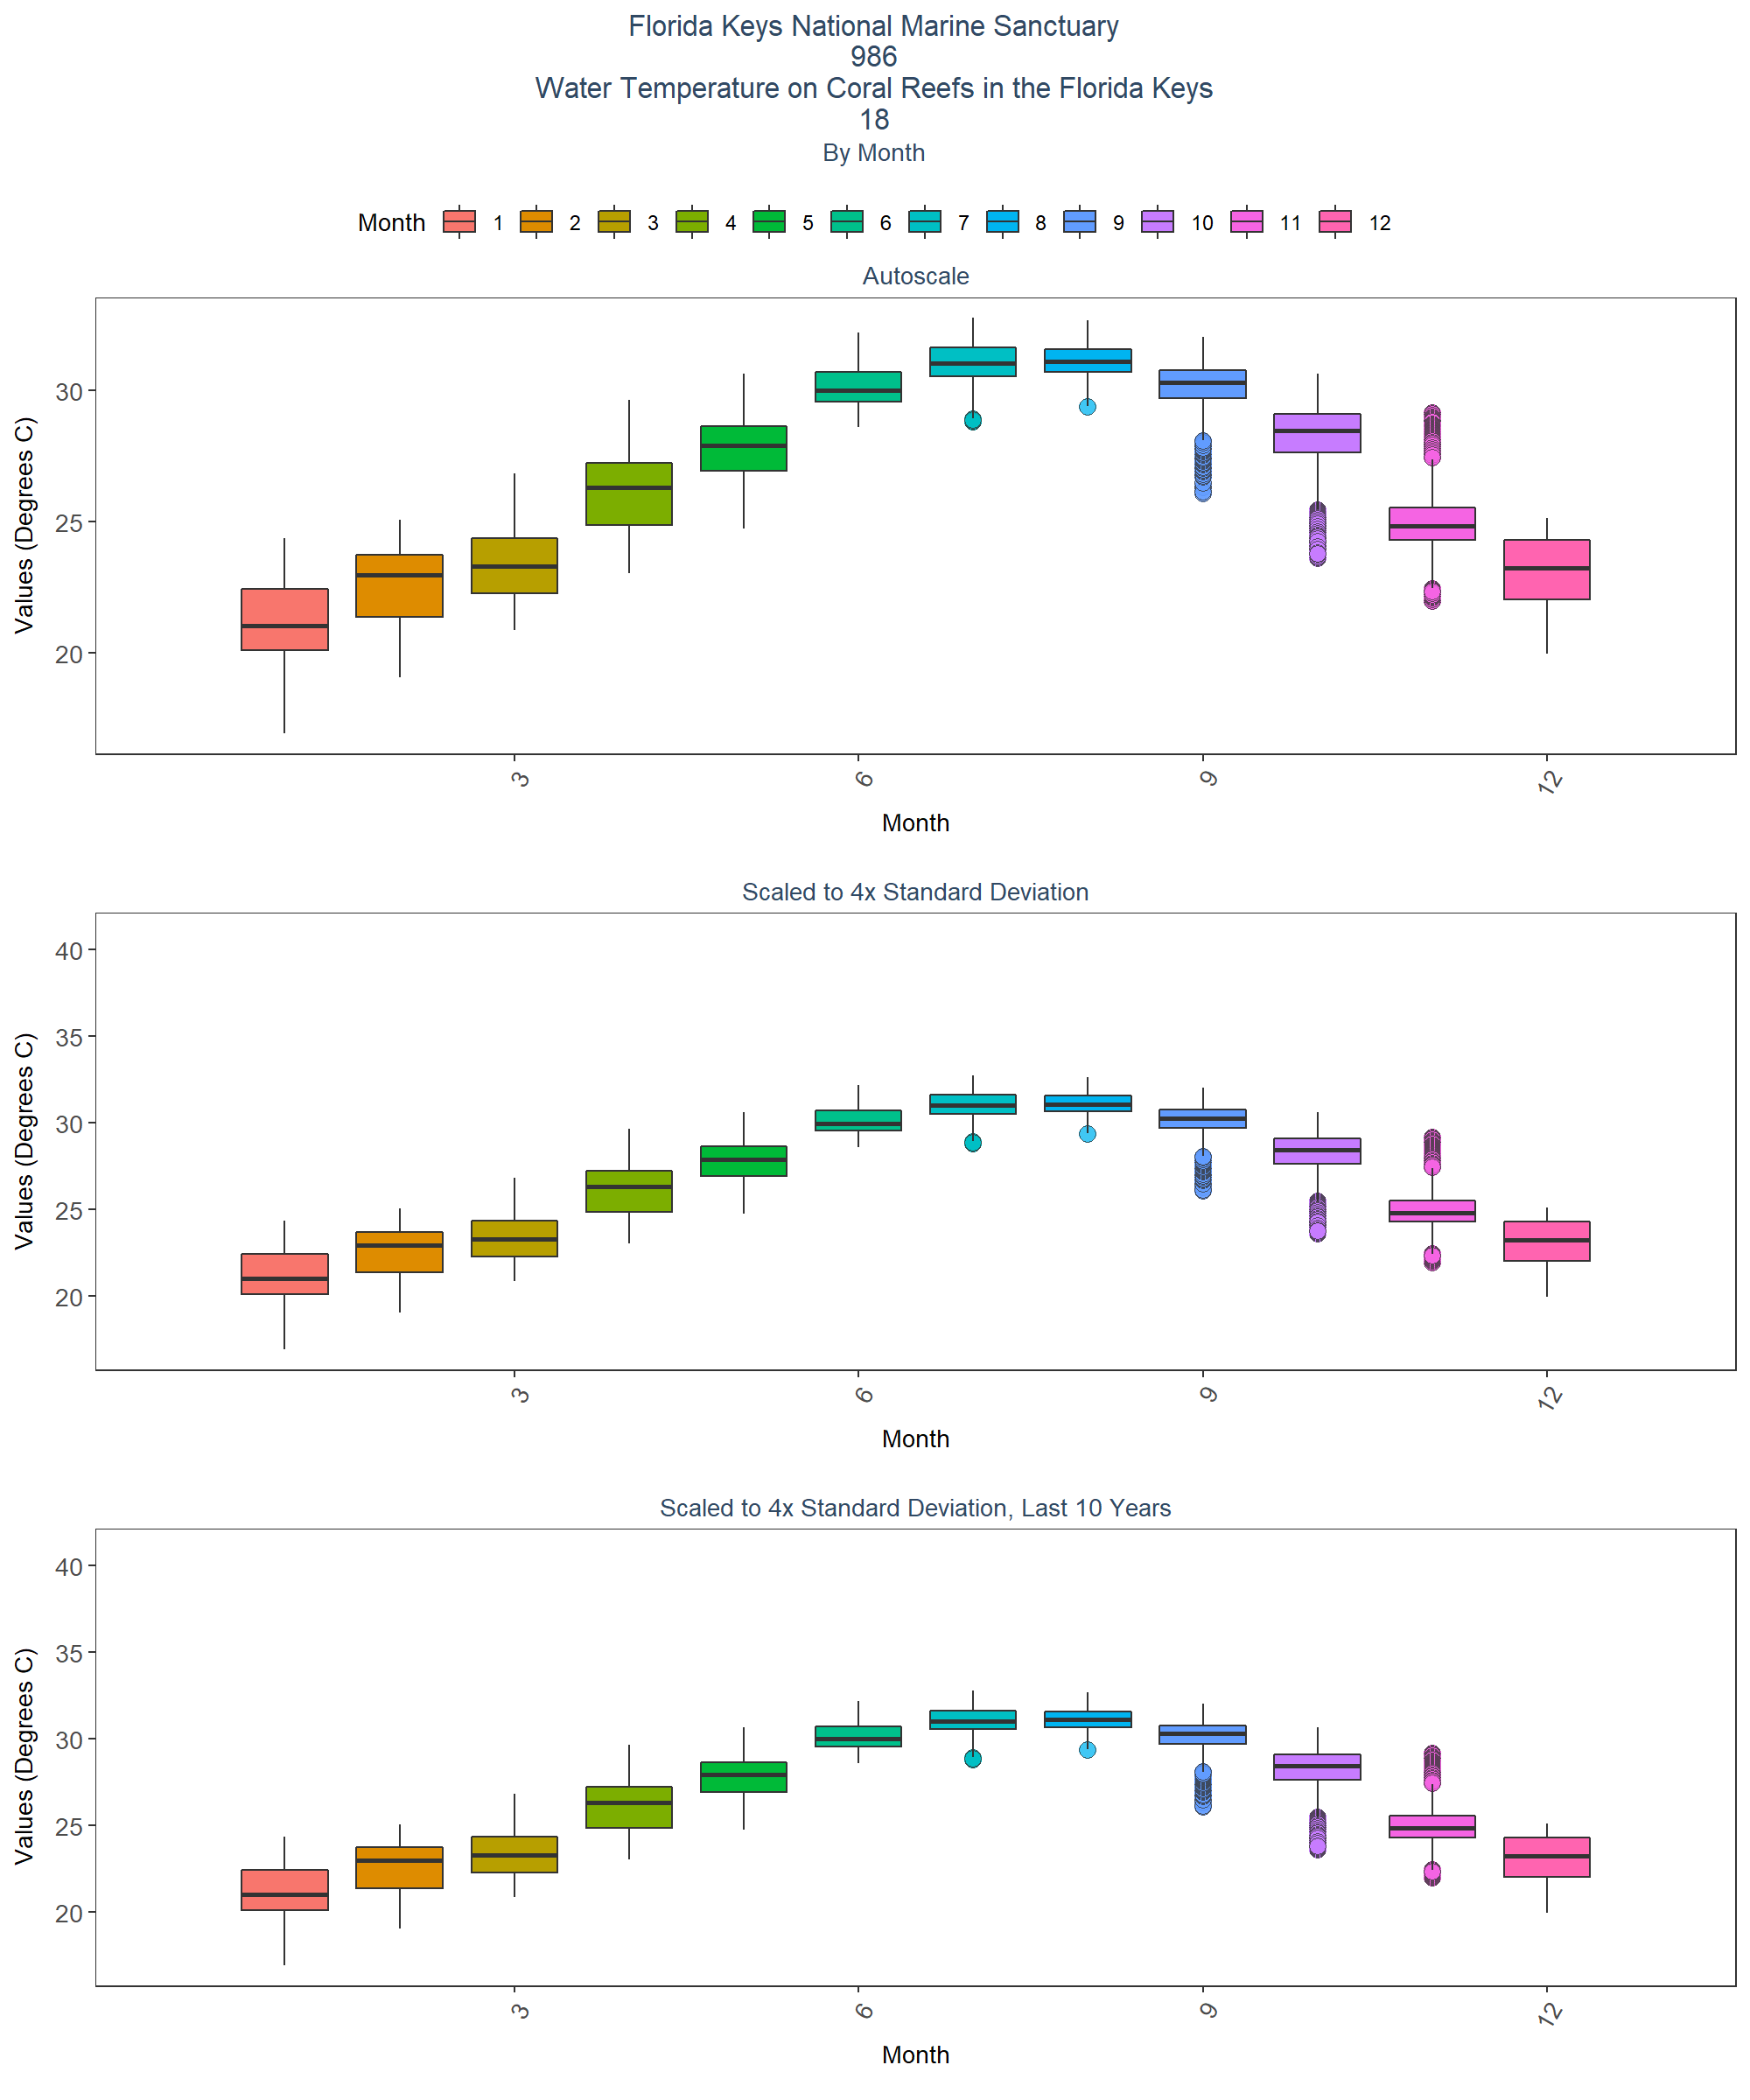 Florida Keys National Marine Sanctuary
986
Water Temperature on Coral Reefs in the Florida Keys
18
By Month
Month 1 2 3 4 5 6 7 8 9 10 11 12
Autoscale
Values (Degrees C)
30
25
20
3 6 9 12
Month
Scaled to 4x Standard Deviation
Values (Degrees C)
40
35
30
25
20
3 6 9 12
Month
Scaled to 4x Standard Deviation, Last 10 Years
Values (Degrees C)
40
35
30
25
20
3 6 9 12
Month